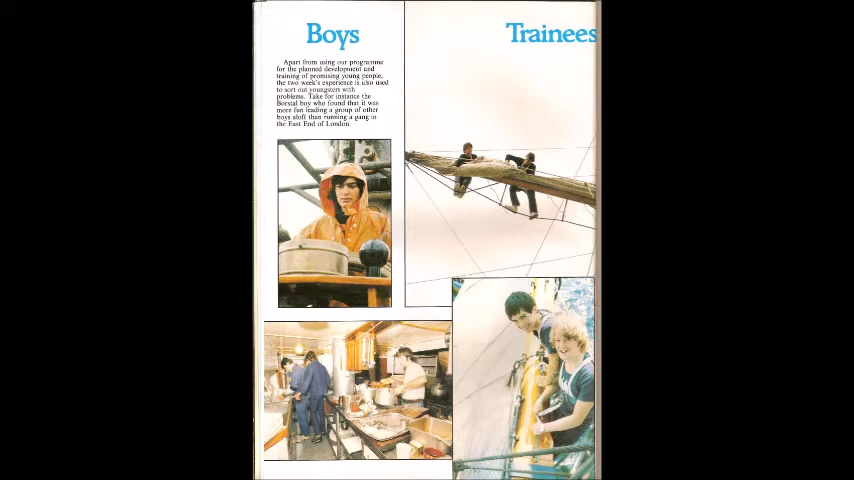 Boys
Trainees
Apart from using our programme
for the planned development and
training of promising young people,
the two week's experience is also used
to sort out youngsters with
problems. Take for instance the
Borstal boy who found that it was
more fun leading a group of other
boys aloft than running a gang in
the East End of London.